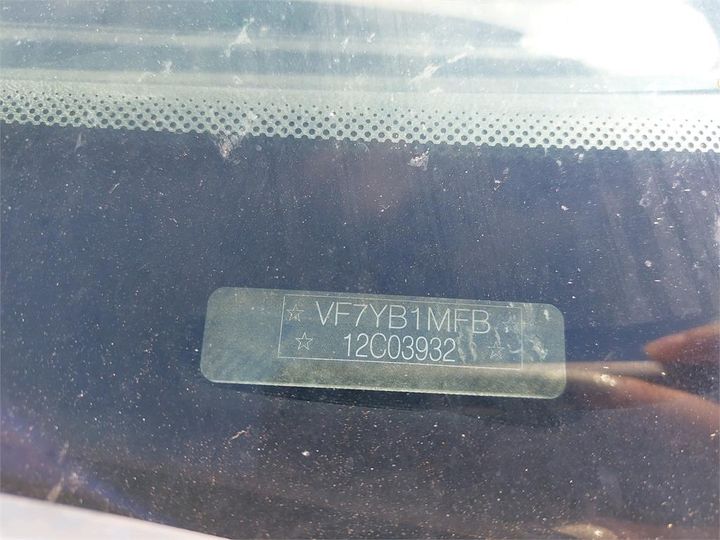 ☆ VF7YB1MFB ☆
☆ 12C03932 ☆